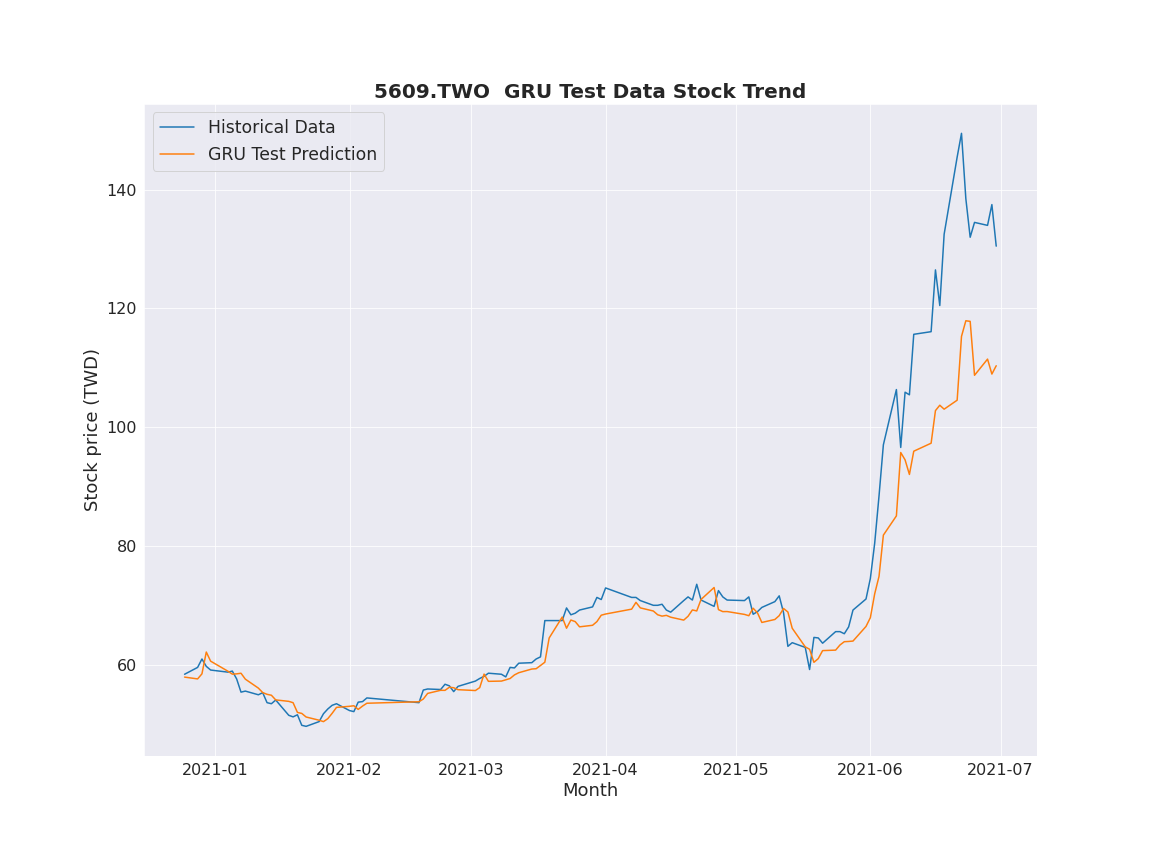 5609.TWO  GRU Test Data Stock Trend
Historical Data
GRU Test Prediction
Stock price (TWD)
140
120
100
80
60
2021-01
2021-02
2021-03
2021-04
2021-05
2021-06
2021-07
Month